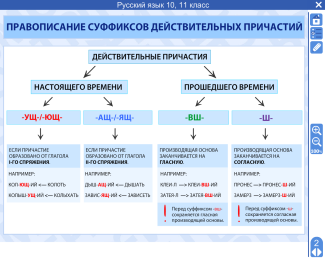 Русский язык 10, 11 класс
ПРАВОПИСАНИЕ СУФФИКСОВ ДЕЙСТВИТЕЛЬНЫХ ПРИЧАСТИЙ
ДЕЙСТВИТЕЛЬНЫЕ ПРИЧАСТИЯ
НАСТОЯЩЕГО ВРЕМЕНИ
ПРОШЕДШЕГО ВРЕМЕНИ
-УЩ-/-ЮЩ-
-АЩ-/-ЯЩ-
-ВШ-
-Ш-
ЕСЛИ ПРИЧАСТИЕ
ОБРАЗОВАНО ОТ ГЛАГОЛА
I-ГО СПРЯЖЕНИЯ.
НАПРИМЕР:
КОЛ-ЮЩ-ИЙ <— КОЛОТЬ
КОЛЫШ-УЩ-ИЙ <— КОЛЫХАТЬ
ЕСЛИ ПРИЧАСТИЕ
ОБРАЗОВАНО ОТ ГЛАГОЛА
II-ГО СПРЯЖЕНИЯ.
НАПРИМЕР:
ДЫШ-АЩ-ИЙ <— ДЫШАТЬ
ЗАВИС-ЯЩ-ИЙ <— ЗАВИСЕТЬ
ПРОИЗВОДЯЩАЯ ОСНОВА
ЗАКАНЧИВАЕТСЯ НА
ГЛАСНУЮ.
НАПРИМЕР:
КЛЕИ-Л —> КЛЕИ-ВШ-ИЙ
ЗАТЕЯ-Л —> ЗАТЕЯ-ВШ-ИЙ
Перед суффиксом -вш-
сохраняется гласная
производящей основы.
ПРОИЗВОДЯЩАЯ ОСНОВА
ЗАКАНЧИВАЕТСЯ НА
СОГЛАСНУЮ.
НАПРИМЕР:
ПРОНЕС —> ПРОНЕС-Ш-ИЙ
ЗАМЕРЗ —> ЗАМЕРЗ-Ш-ИЙ
Перед суффиксом -ш-
сохраняется согласная
производящей основы.
100%
2